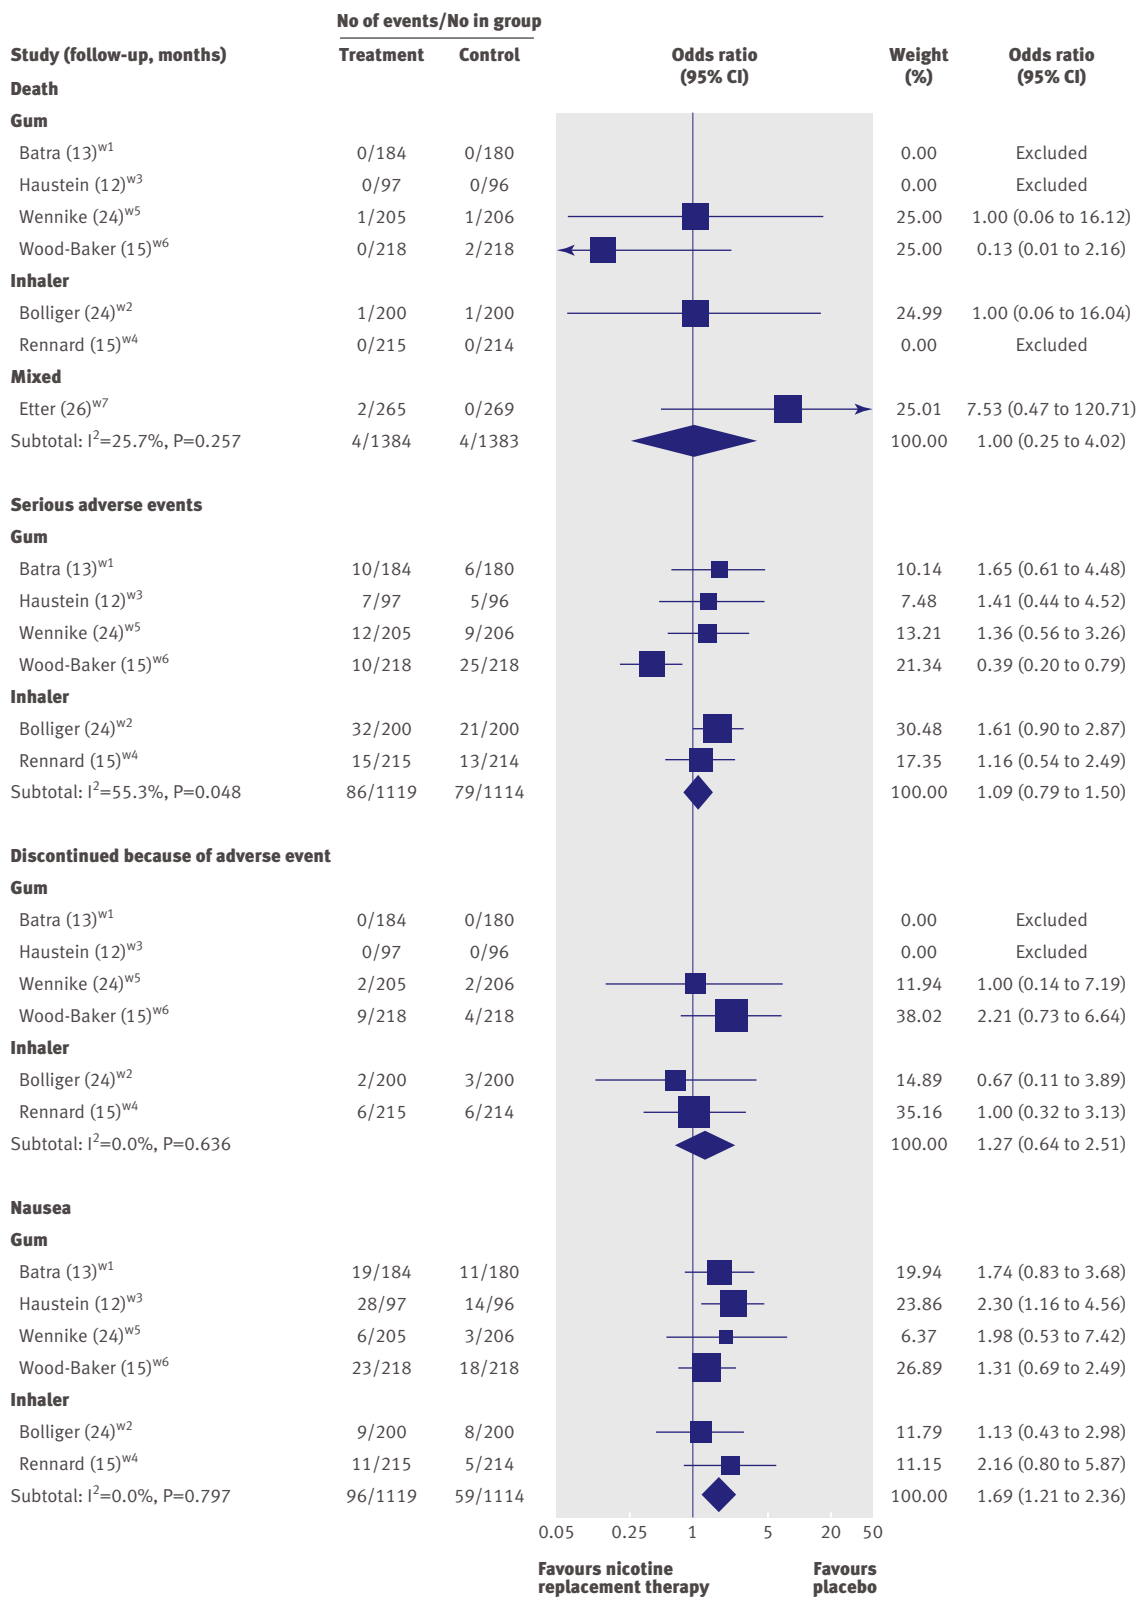 No of events/No in group
Study (follow-up, months) Treatment Control Odds ratio (95% CI) Weight (%) Odds ratio (95% CI)
Death
Gum
Batra (13)w1 0/184 0/180 0.00 Excluded
Haustein (12)w3 0/97 0/96 0.00 Excluded
Wennike (24)w5 1/205 1/206 25.00 1.00 (0.06 to 16.12)
Wood-Baker (15)w6 0/218 2/218 25.00 0.13 (0.01 to 2.16)
Inhaler
Bolliger (24)w2 1/200 1/200 24.99 1.00 (0.06 to 16.04)
Rennard (15)w4 0/215 0/214 0.00 Excluded
Mixed
Etter (26)w7 2/265 0/269 25.01 7.53 (0.47 to 120.71)
Subtotal: I²=25.7%, P=0.257 4/1384 4/1383 100.00 1.00 (0.25 to 4.02)
Serious adverse events
Gum
Batra (13)w1 10/184 6/180 10.14 1.65 (0.61 to 4.48)
Haustein (12)w3 7/97 5/96 7.48 1.41 (0.44 to 4.52)
Wennike (24)w5 12/205 9/206 13.21 1.36 (0.56 to 3.26)
Wood-Baker (15)w6 10/218 25/218 21.34 0.39 (0.20 to 0.79)
Inhaler
Bolliger (24)w2 32/200 21/200 30.48 1.61 (0.90 to 2.87)
Rennard (15)w4 15/215 13/214 17.35 1.16 (0.54 to 2.49)
Subtotal: I²=55.3%, P=0.048 86/1119 79/1114 100.00 1.09 (0.79 to 1.50)
Discontinued because of adverse event
Gum
Batra (13)w1 0/184 0/180 0.00 Excluded
Haustein (12)w3 0/97 0/96 0.00 Excluded
Wennike (24)w5 2/205 2/206 11.94 1.00 (0.14 to 7.19)
Wood-Baker (15)w6 9/218 4/218 38.02 2.21 (0.73 to 6.64)
Inhaler
Bolliger (24)w2 2/200 3/200 14.89 0.67 (0.11 to 3.89)
Rennard (15)w4 6/215 6/214 35.16 1.00 (0.32 to 3.13)
Subtotal: I²=0.0%, P=0.636 100.00 1.27 (0.64 to 2.51)
Nausea
Gum
Batra (13)w1 19/184 11/180 19.94 1.74 (0.83 to 3.68)
Haustein (12)w3 28/97 14/96 23.86 2.30 (1.16 to 4.56)
Wennike (24)w5 6/205 3/206 6.37 1.98 (0.53 to 7.42)
Wood-Baker (15)w6 23/218 18/218 26.89 1.31 (0.69 to 2.49)
Inhaler
Bolliger (24)w2 9/200 8/200 11.79 1.13 (0.43 to 2.98)
Rennard (15)w4 11/215 5/214 11.15 2.16 (0.80 to 5.87)
Subtotal: I²=0.0%, P=0.797 96/1119 59/1114 100.00 1.69 (1.21 to 2.36)
0.05 0.25 1 5 20 50
Favours nicotine replacement therapy Favours placebo